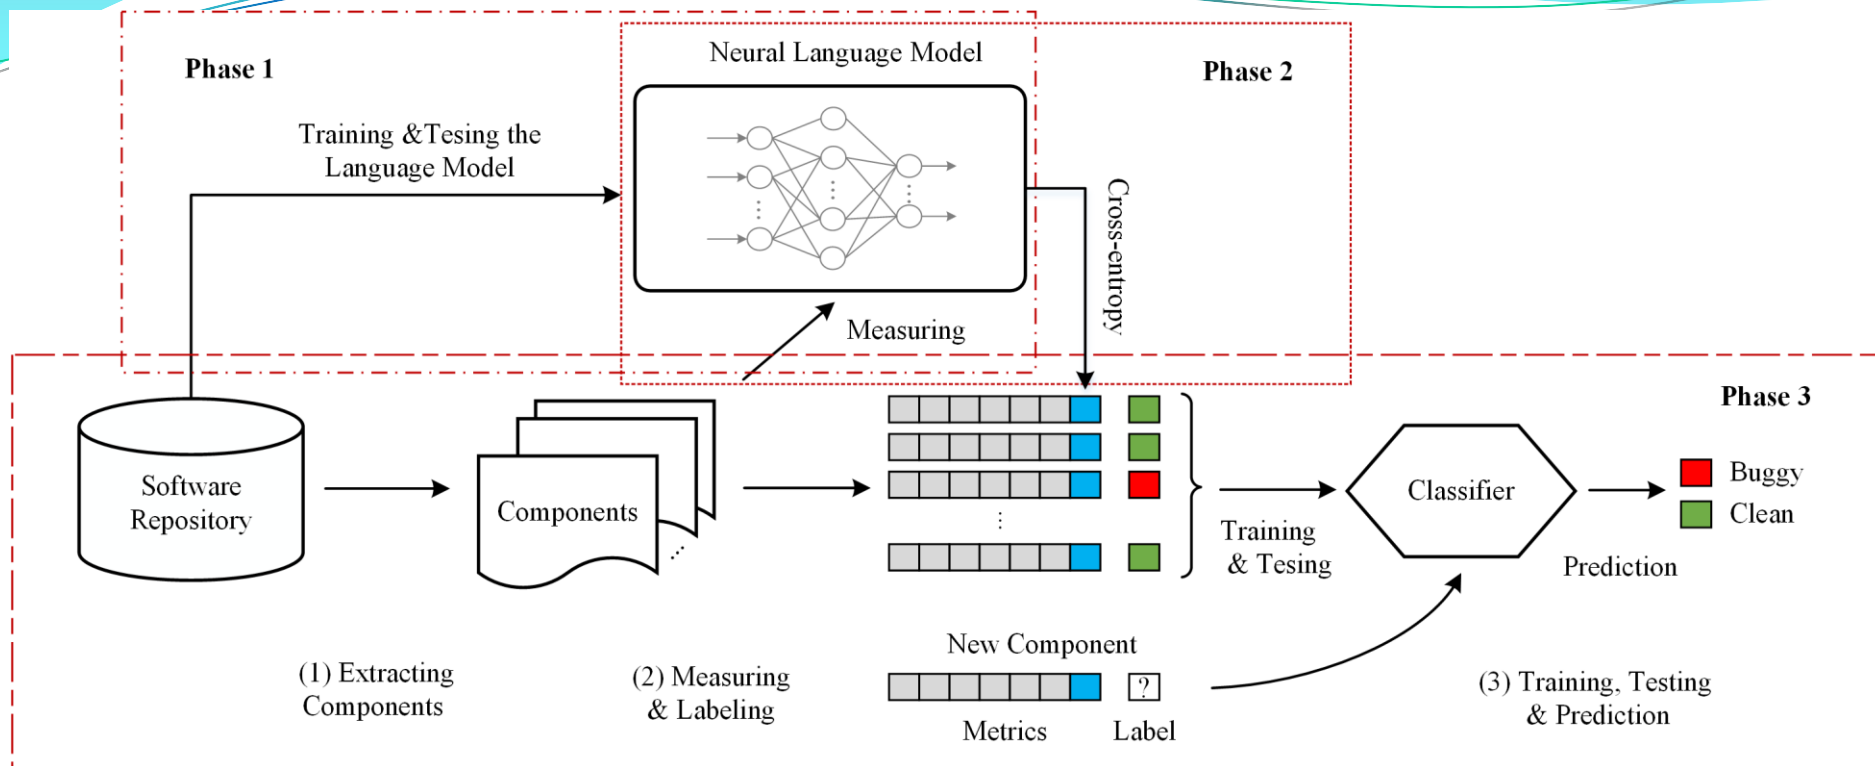 Phase 1
Neural Language Model
Phase 2
Training &Tesing the
Language Model
Cross-entropy
Measuring
Phase 3
Software
Repository
Components
Classifier
Buggy
Clean
Training
& Tesing
Prediction
New Component
?
Metrics
Label
(1) Extracting
Components
(2) Measuring
& Labeling
(3) Training, Testing
& Prediction